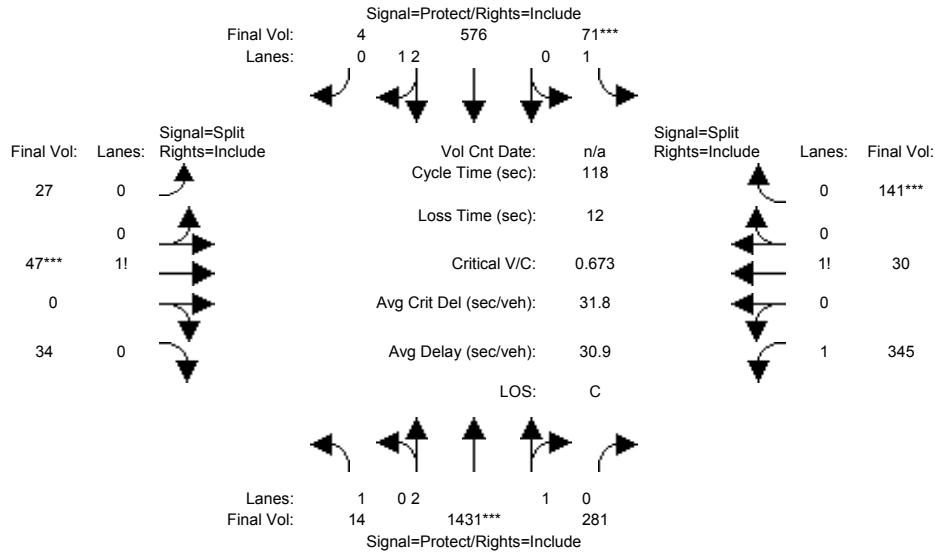 Signal=Protect/Rights=Include
Final Vol: 4 576 71***
Lanes: 0 1 2 0 1
Signal=Split
Final Vol: Lanes: Rights=Include
Vol Cnt Date: n/a
Signal=Split
Rights=Include Lanes: Final Vol:
Cycle Time (sec): 118
27 0
0 141***
Loss Time (sec): 12
0
0
47*** 1!
Critical V/C: 0.673
1! 30
0
Avg Crit Del (sec/veh): 31.8
0
34 0
Avg Delay (sec/veh): 30.9
1 345
LOS: C
Lanes: 1 0 2 1 0
Final Vol: 14 1431*** 281
Signal=Protect/Rights=Include